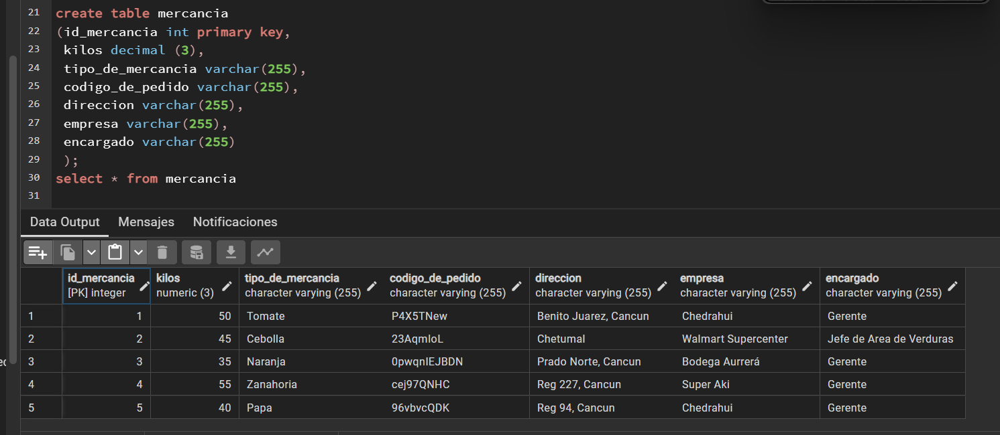 21 create table mercancia
22 (id_mercancia int primary key,
23 kilos decimal (3),
24 tipo_de_mercancia varchar(255),
25 codigo_de_pedido varchar(255),
26 direccion varchar(255),
27 empresa varchar(255),
28 encargado varchar(255)
29 );
30 select * from mercancia
31
Data Output Mensajes Notificaciones
id_mercancia kilos tipo_de_mercancia codigo_de_pedido direccion empresa encargado
[PK] integer numeric (3) character varying (255) character varying (255) character varying (255) character varying (255) character varying (255)
1 1 50 Tomate P4X5TNew Benito Juarez, Cancun Chedrahui Gerente
2 2 45 Cebolla Chetumal Walmart Supercenter Jefe de Area de Verduras
3 3 35 Naranja Prado Norte, Cancun Bodega Aurrerá Gerente
4 4 55 Zanahoria cej97QNHC Reg 227, Cancun Super Aki Gerente
5 5 40 Papa 96vbvcQDK Reg 94, Cancun Chedrahui Gerente